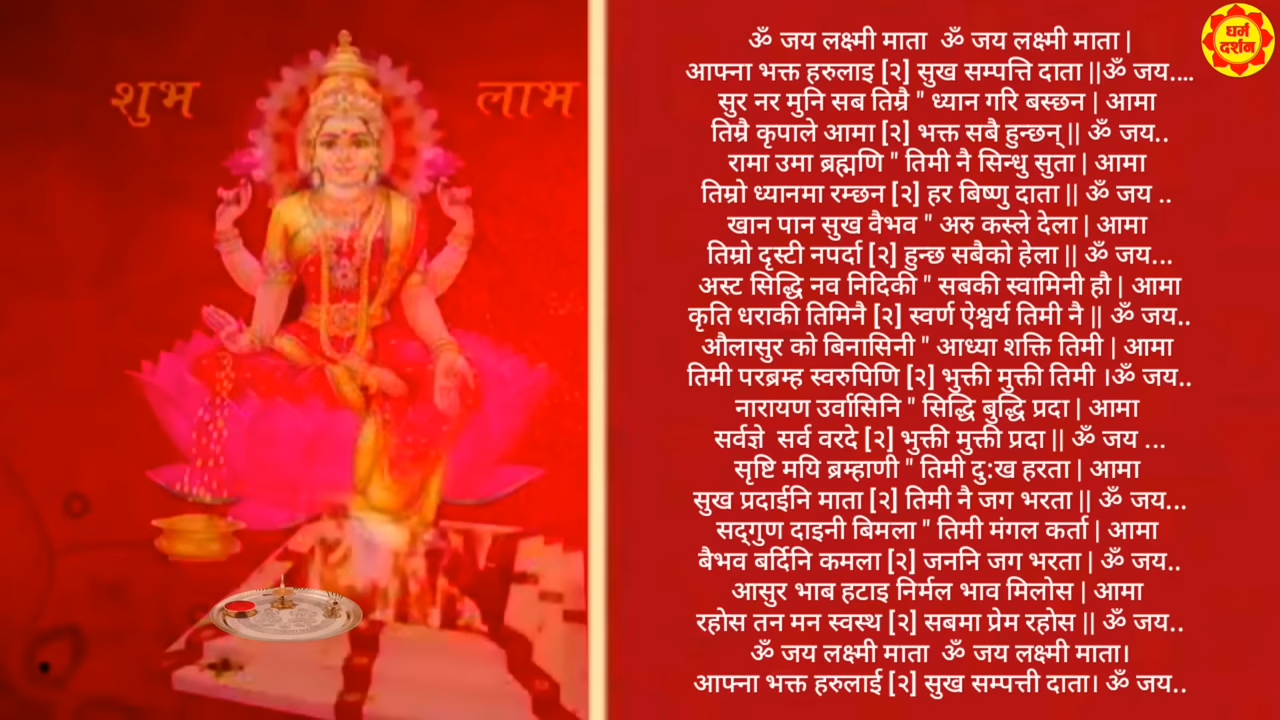 शुभ लाभ
धर्म
दर्शन
ॐ जय लक्ष्मी माता ॐ जय लक्ष्मी माता |
आफ्ना भक्त हरुलाइ [२] सुख सम्पत्ति दाता ||ॐ जय....
सुर नर मुनि सब तिम्रै " ध्यान गरि बस्छन | आमा
तिम्रै कृपाले आमा [२] भक्त सबै हुन्छन् || ॐ जय..
रामा उमा ब्रह्मणि " तिमी नै सिन्धु सुता | आमा
तिम्रो ध्यानमा रम्छन [२] हर बिष्णु दाता || ॐ जय ..
खान पान सुख वैभव " अरु कस्ले देला | आमा
तिम्रो दृस्टी नपर्दा [२] हुन्छ सबैको हेला || ॐ जय...
अस्ट सिद्धि नव निदिकी " सबकी स्वामिनी हौ | आमा
कृति धराकी तिमिनै [२] स्वर्ण ऐश्वर्य तिमी नै || ॐ जय..
औलासुर को बिनासिनी " आध्या शक्ति तिमी | आमा
तिमी परब्रम्ह स्वरुपिणि [२] भुक्ती मुक्ती तिमी ।ॐ जय..
नारायण उर्वासिनि " सिद्धि बुद्धि प्रदा | आमा
सर्वज्ञे सर्व वरदे [२] भुक्ती मुक्ती प्रदा || ॐ जय ...
सृष्टि मयि ब्रम्हाणी " तिमी दु:ख हरता | आमा
सुख प्रदाईनि माता [२] तिमी नै जग भरता || ॐ जय...
सद्‌गुण दाइनी बिमला " तिमी मंगल कर्ता | आमा
बैभव बर्दिनि कमला [२] जननि जग भरता | ॐ जय..
आसुर भाब हटाइ निर्मल भाव मिलोस | आमा
रहोस तन मन स्वस्थ [२] सबमा प्रेम रहोस || ॐ जय..
ॐ जय लक्ष्मी माता ॐ जय लक्ष्मी माता।
आफ्ना भक्त हरुलाई [२] सुख सम्पत्ती दाता। ॐ जय..